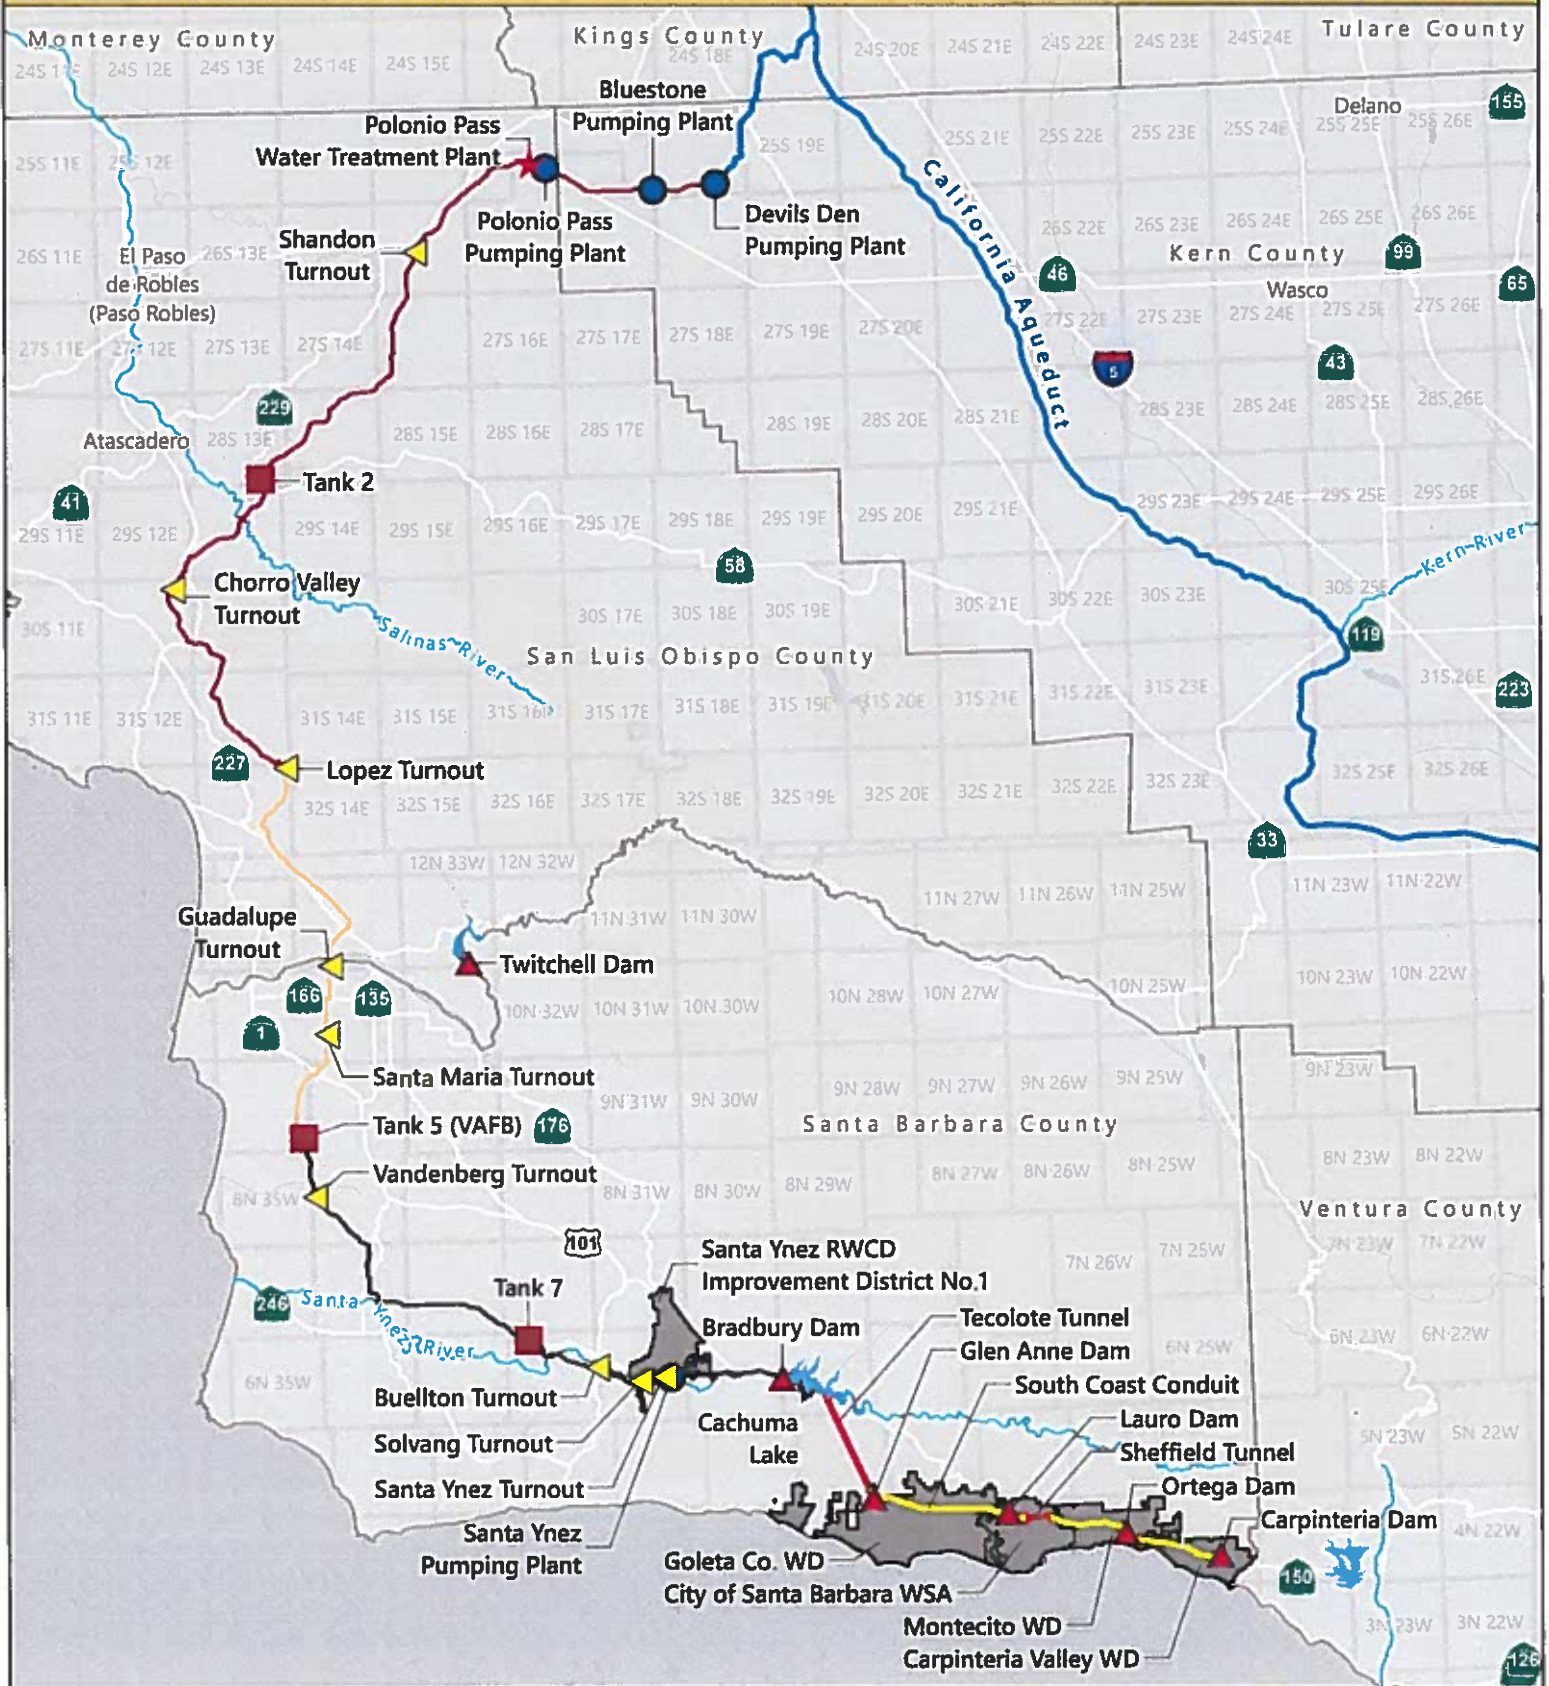 Monterey County
Kings County
Tulare County
24S 12E
24S 13E
24S 14E
24S 15E
24S 18E
24S 20E
24S 21E
24S 22E
24S 23E
24S 24E
Bluestone
Pumping Plant
Delano
155
Polonio Pass
Water Treatment Plant
25S 11E
25S 12E
25S 19E
25S 21E
25S 22E
25S 23E
25S 24E
25S 25E
25S 26E
California Aqueduct
Polonio Pass
Pumping Plant
Devils Den
Pumping Plant
Shandon
Turnout
26S 11E
26S 13E
26S 22E
26S 23E
26S 24E
26S 25E
26S 26E
El Paso
de Robles
(Paso Robles)
46
Kern County
99
65
Wasco
27S 11E
27S 12E
27S 13E
27S 14E
27S 16E
27S 17E
27S 18E
27S 19E
27S 20E
27S 22E
27S 23E
27S 24E
27S 25E
27S 26E
5
43
229
Atascadero
28S 13E
28S 15E
28S 16E
28S 17E
28S 19E
28S 20E
28S 21E
28S 23E
28S 24E
28S 25E
28S 26E
Tank 2
41
29S 11E
29S 12E
29S 14E
29S 15E
29S 16E
29S 17E
29S 18E
29S 19E
29S 20E
29S 21E
29S 23E
29S 24E
29S 25E
29S 26E
Kern River
58
Chorro Valley
Turnout
30S 11E
30S 17E
30S 18E
30S 19E
30S 21E
30S 22E
30S 23E
30S 25E
119
Salinas River
San Luis Obispo County
31S 11E
31S 12E
31S 14E
31S 15E
31S 16E
31S 17E
31S 18E
31S 19E
31S 20E
31S 21E
31S 22E
31S 23E
31S 26E
223
227
Lopez Turnout
32S 14E
32S 15E
32S 16E
32S 17E
32S 18E
32S 19E
32S 20E
32S 21E
32S 22E
32S 23E
32S 25E
32S 26E
33
12N 33W
12N 32W
11N 31W
11N 30W
11N 27W
11N 26W
11N 25W
11N 23W
11N 22W
Guadalupe
Turnout
Twitchell Dam
166
135
1
10N 32W
10N 31W
10N 30W
10N 28W
10N 27W
10N 25W
10N 23W
10N 22W
Santa Maria Turnout
9N 31W
9N 30W
9N 28W
9N 27W
9N 26W
9N 25W
9N 23W
Tank 5 (VAFB)
176
Santa Barbara County
Vandenberg Turnout
8N 35W
8N 31W
8N 30W
8N 29W
8N 27W
8N 26W
8N 25W
8N 23W
8N 22W
Ventura County
101
Santa Ynez RWCD
Improvement District No.1
7N 26W
7N 25W
7N 23W
7N 22W
Tank 7
246
Santa Ynez River
Bradbury Dam
Tecolote Tunnel
Glen Anne Dam
6N 35W
6N 25W
6N 23W
6N 22W
Buellton Turnout
South Coast Conduit
Cachuma
Lake
Lauro Dam
Solvang Turnout
Sheffield Tunnel
5N 23W
5N 22W
Santa Ynez Turnout
Ortega Dam
Santa Ynez
Pumping Plant
Carpinteria Dam
4N 22W
Goleta Co. WD
City of Santa Barbara WSA
150
Montecito WD
Carpinteria Valley WD
3N 23W
3N 22W
126